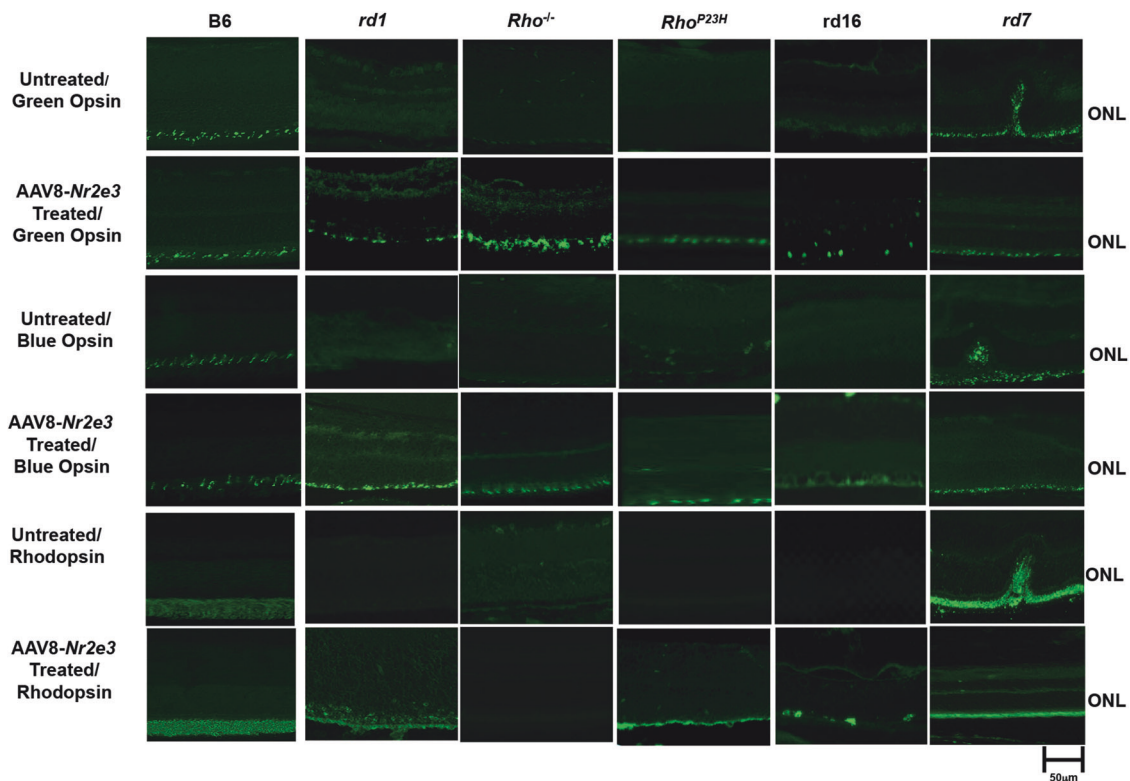 B6 rd1 Rho-/- RhoP23H rd16 rd7
Untreated/
Green Opsin
ONL
AAV8-Nr2e3
Treated/
Green Opsin
ONL
Untreated/
Blue Opsin
ONL
AAV8-Nr2e3
Treated/
Blue Opsin
ONL
Untreated/
Rhodopsin
ONL
AAV8-Nr2e3
Treated/
Rhodopsin
ONL
50μm